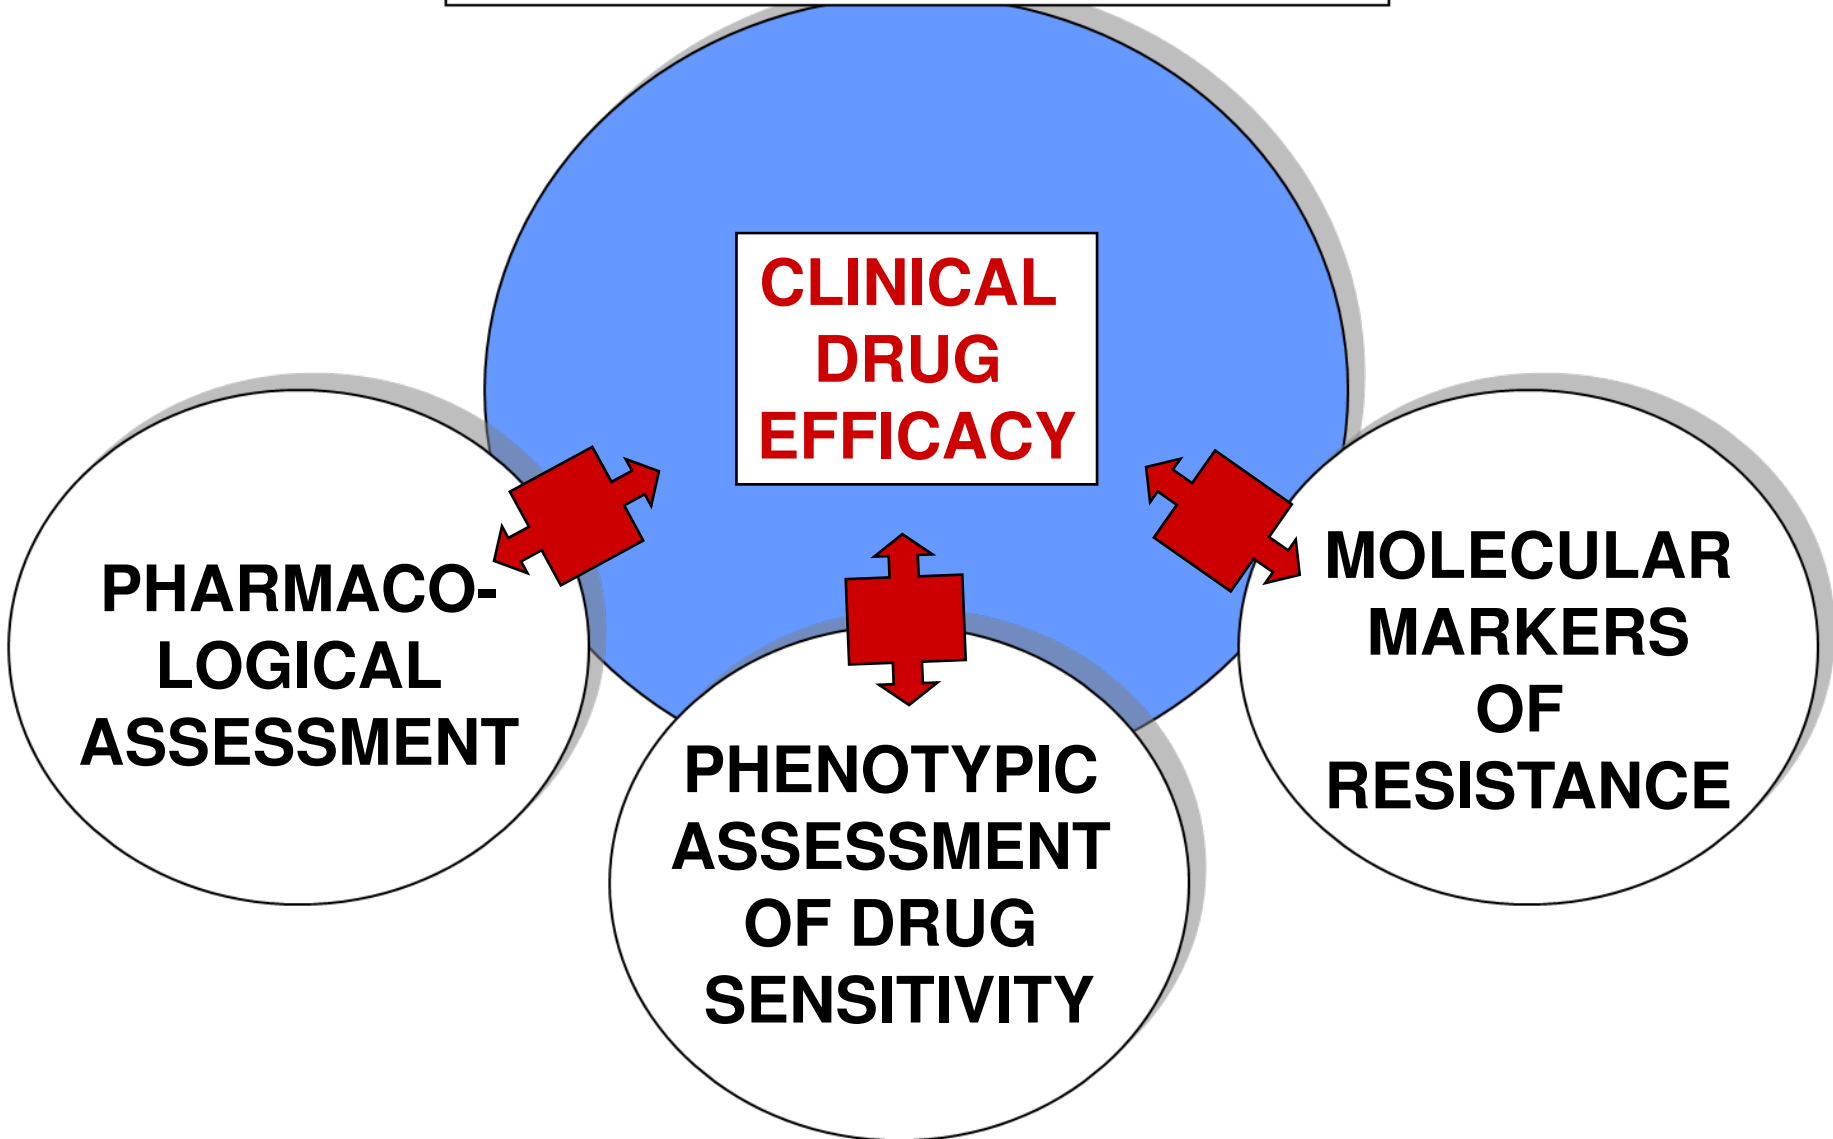 CLINICAL
DRUG
EFFICACY
PHARMACO-
LOGICAL
ASSESSMENT
PHENOTYPIC
ASSESSMENT
OF DRUG
SENSITIVITY
MOLECULAR
MARKERS
OF
RESISTANCE